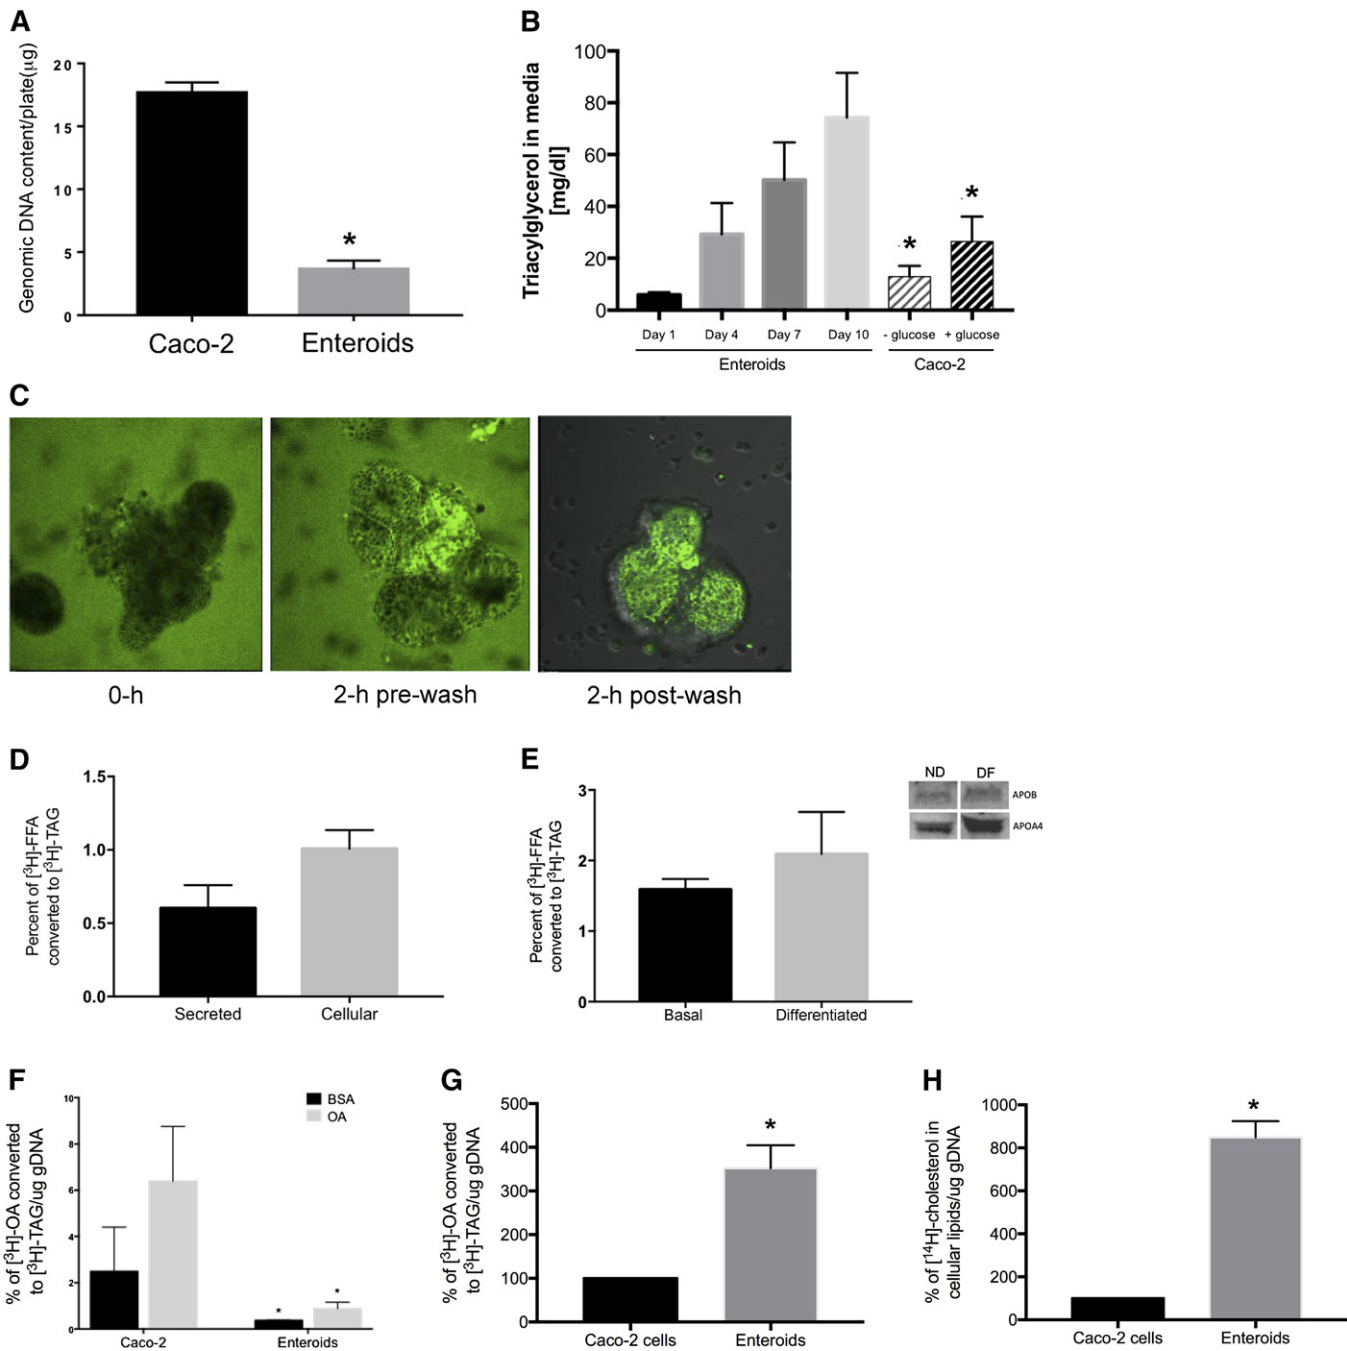 A
Genomic DNA content/plate(ug)
20
15
10
5
0
*
Caco-2
Enteroids
B
Triacylglycerol in media
[mg/dl]
100
80
60
40
20
0
*
*
Day 1
Day 4
Day 7
Day 10
- glucose
+ glucose
Enteroids
Caco-2
C
0-h
2-h pre-wash
2-h post-wash
D
Percent of [³H]-FFA
converted to [³H]-TAG
1.5
1.0
0.5
0.0
Secreted
Cellular
E
Percent of [³H]-FFA
converted to [³H]-TAG
3
2
1
0
Basal
Differentiated
ND
DF
APOB
APOA4
F
% of [³H]-OA converted
to [³H]-TAG/ug gDNA
10
8
6
4
2
0
BSA
OA
*
*
Caco-2
Enteroids
G
% of [³H]-OA converted
to [³H]-TAG/ug gDNA
500
400
300
200
100
0
*
Caco-2 cells
Enteroids
H
% of [¹⁴H]-cholesterol in
cellular lipids/ug gDNA
1000
800
600
400
200
0
*
Caco-2 cells
Enteroids